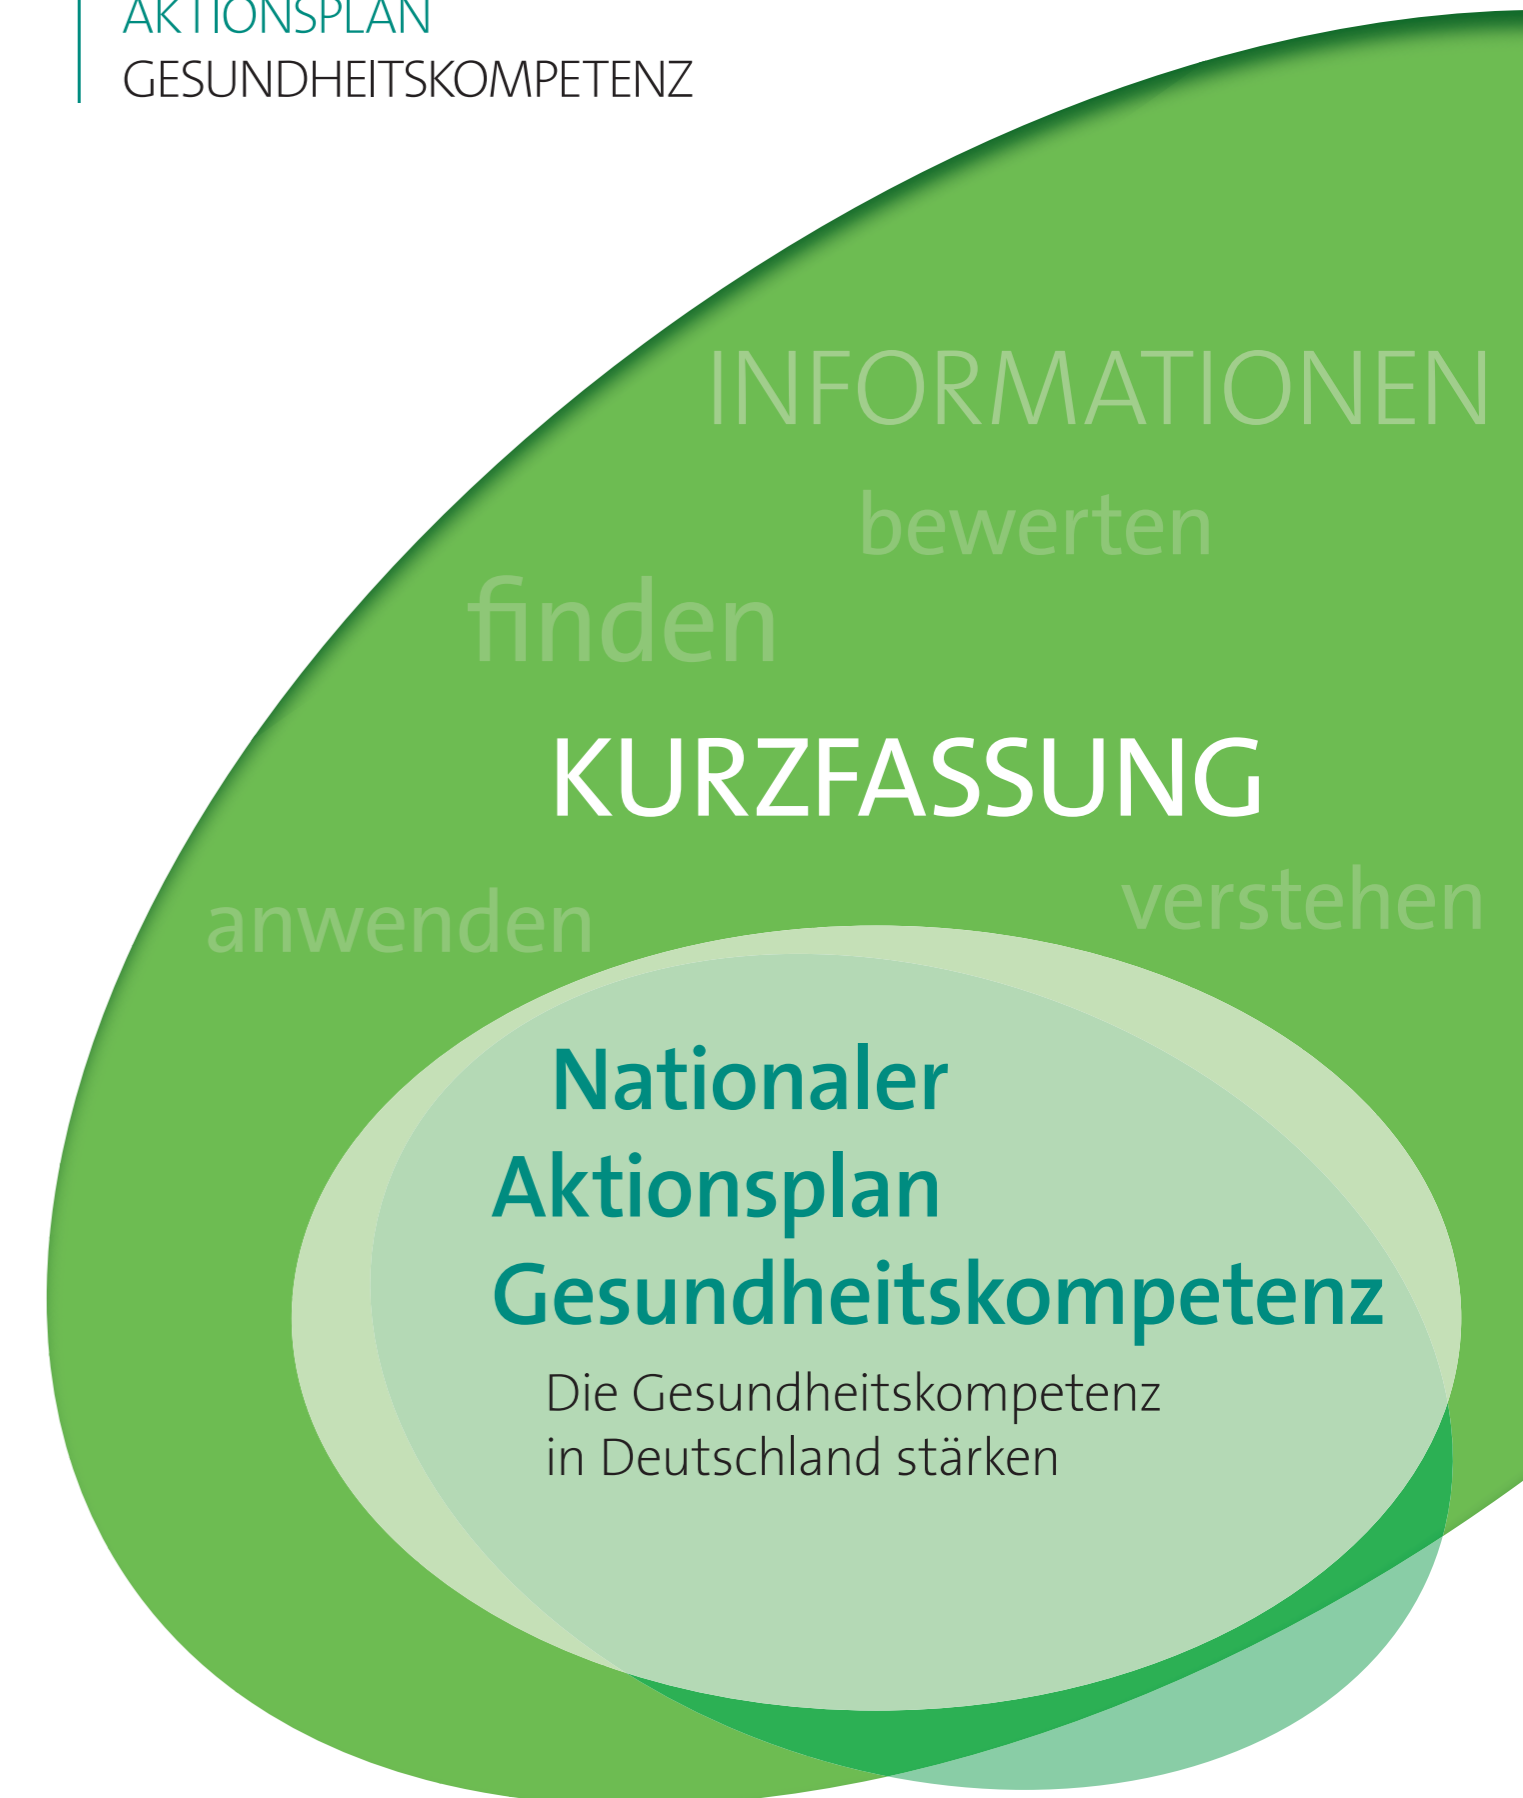 AKTIONSPLAN
GESUNDHEITSKOMPETENZ
INFORMATIONEN
bewerten
finden
KURZFASSUNG
anwenden
verstehen
Nationaler
Aktionsplan
Gesundheitskompetenz
Die Gesundheitskompetenz
in Deutschland stärken